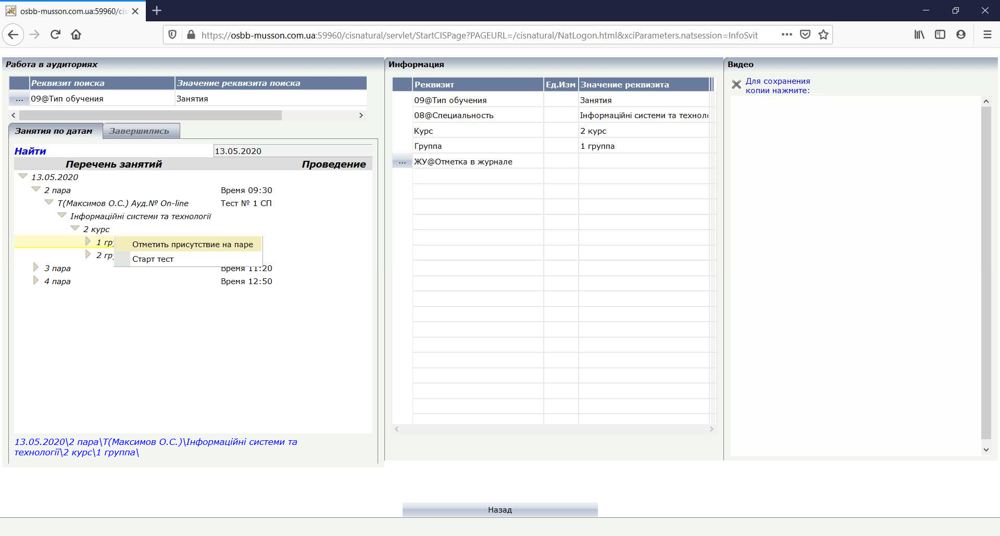 osbb-musson.com.ua:59960/cis
https://osbb-musson.com.ua:59960/cisnatural/servlet/StartCISPage?PAGEURL=/cisnatural/NatLogon.html&xciParameters.natsession=InfoSvit
Работа в аудиториях
Реквизит поиска Значение реквизита поиска
... 09@Тип обучения Занятия
Занятия по датам Завершились
Найти 13.05.2020
Перечень занятий Проведение
13.05.2020
2 пара Время 09:30
Т(Максимов О.С.) Ауд.№ On-line Тест № 1 СП
Інформаційні системи та технології
2 курс
1 гру
Отметить присутствие на паре
2 гру
Старт тест
3 пара Время 11:20
4 пара Время 12:50
13.05.2020\2 пара\Т(Максимов О.С.)\Інформаційні системи та
технології\2 курс\1 группа\
Информация
Реквизит Ед.Изм Значение реквизита
09@Тип обучения Занятия
08@Специальность Інформаційні системи та техноло
Курс 2 курс
Группа 1 группа
... ЖУ@Отметка в журнале
Видео
Для сохранения
копии нажмите:
Назад